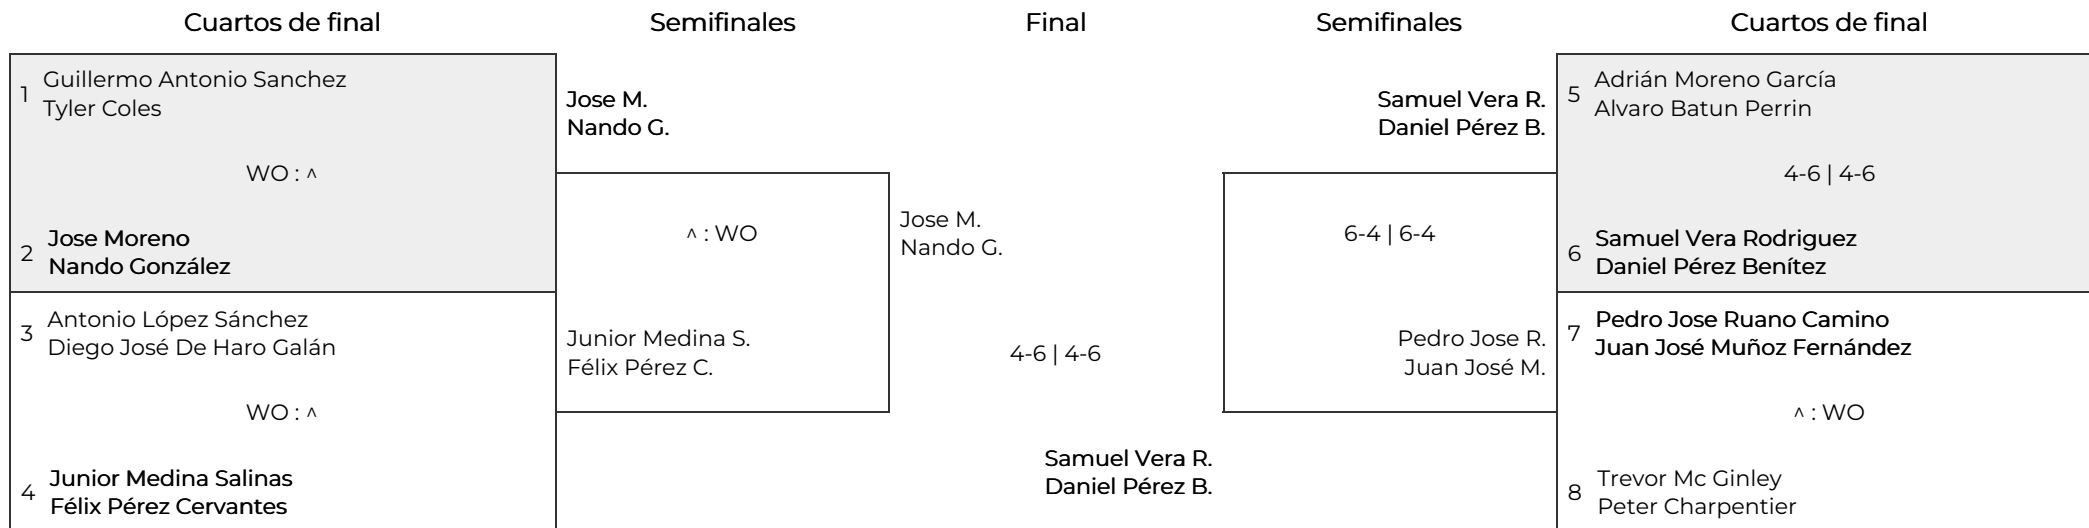 Cuartos de final
Semifinales
Final
Semifinales
Cuartos de final
1
Guillermo Antonio Sanchez
Tyler Coles
WO : ^
2
Jose Moreno
Nando González
3
Antonio López Sánchez
Diego José De Haro Galán
WO : ^
4
Junior Medina Salinas
Félix Pérez Cervantes
Jose M.
Nando G.
^ : WO
Junior Medina S.
Félix Pérez C.
Jose M.
Nando G.
4-6 | 4-6
Samuel Vera R.
Daniel Pérez B.
Samuel Vera R.
Daniel Pérez B.
6-4 | 6-4
Pedro Jose R.
Juan José M.
5
Adrián Moreno García
Alvaro Batun Perrin
4-6 | 4-6
6
Samuel Vera Rodriguez
Daniel Pérez Benítez
7
Pedro Jose Ruano Camino
Juan José Muñoz Fernández
^ : WO
8
Trevor Mc Ginley
Peter Charpentier